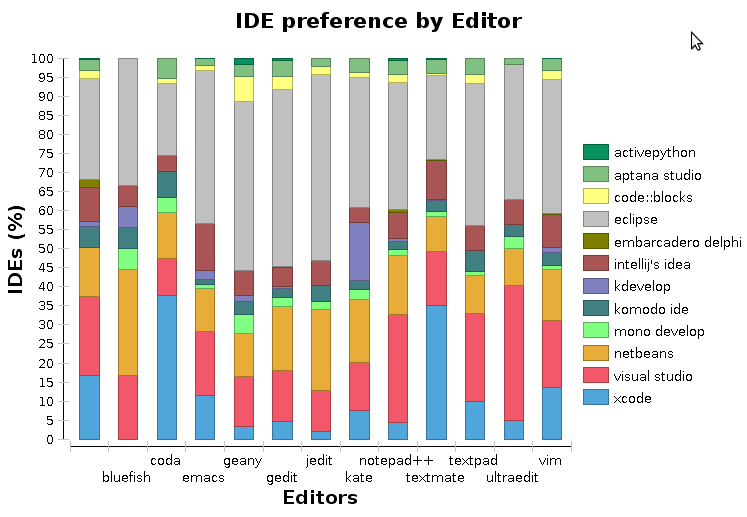 IDE preference by Editor
IDEs (%)
100
95
90
85
80
75
70
65
60
55
50
45
40
35
30
25
20
15
10
5
0
activepython
aptana studio
code::blocks
eclipse
embarcadero delphi
intellij's idea
kdevelop
komodo ide
mono develop
netbeans
visual studio
xcode
coda geany jedit notepad++ textpad vim
bluefish emacs gedit kate textmate ultraedit
Editors